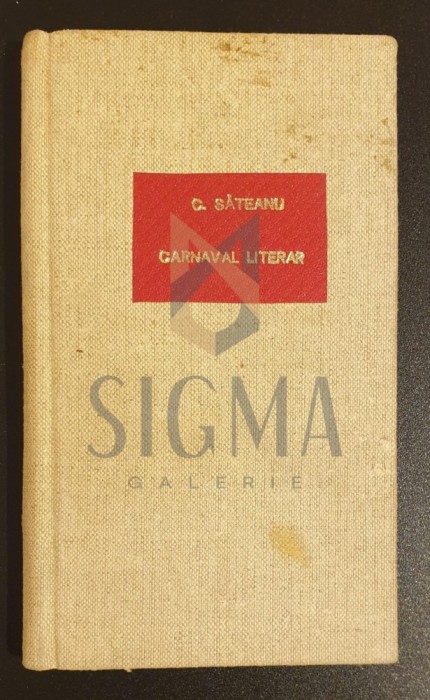 C. SĂTEANU
CARNAVAL LITERAR
SIGMA
GALERIE